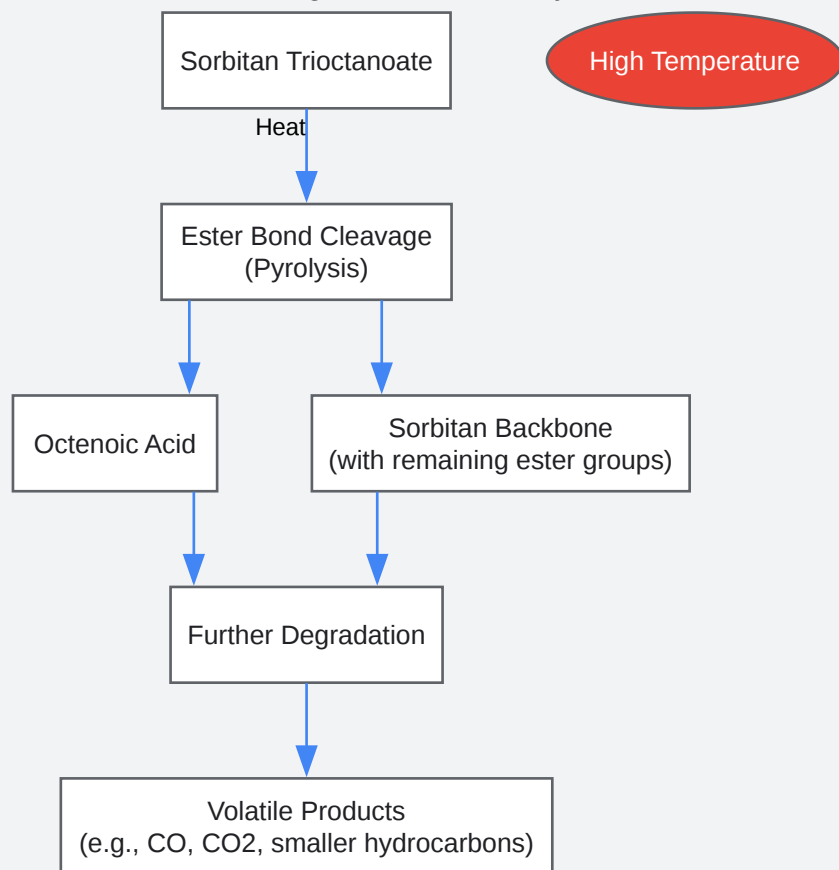 Sorbitan Trioctanoate
High Temperature
Heat
Ester Bond Cleavage
(Pyrolysis)
Octenoic Acid
Sorbitan Backbone
(with remaining ester groups)
Further Degradation
Volatile Products
(e.g., CO, CO2, smaller hydrocarbons)